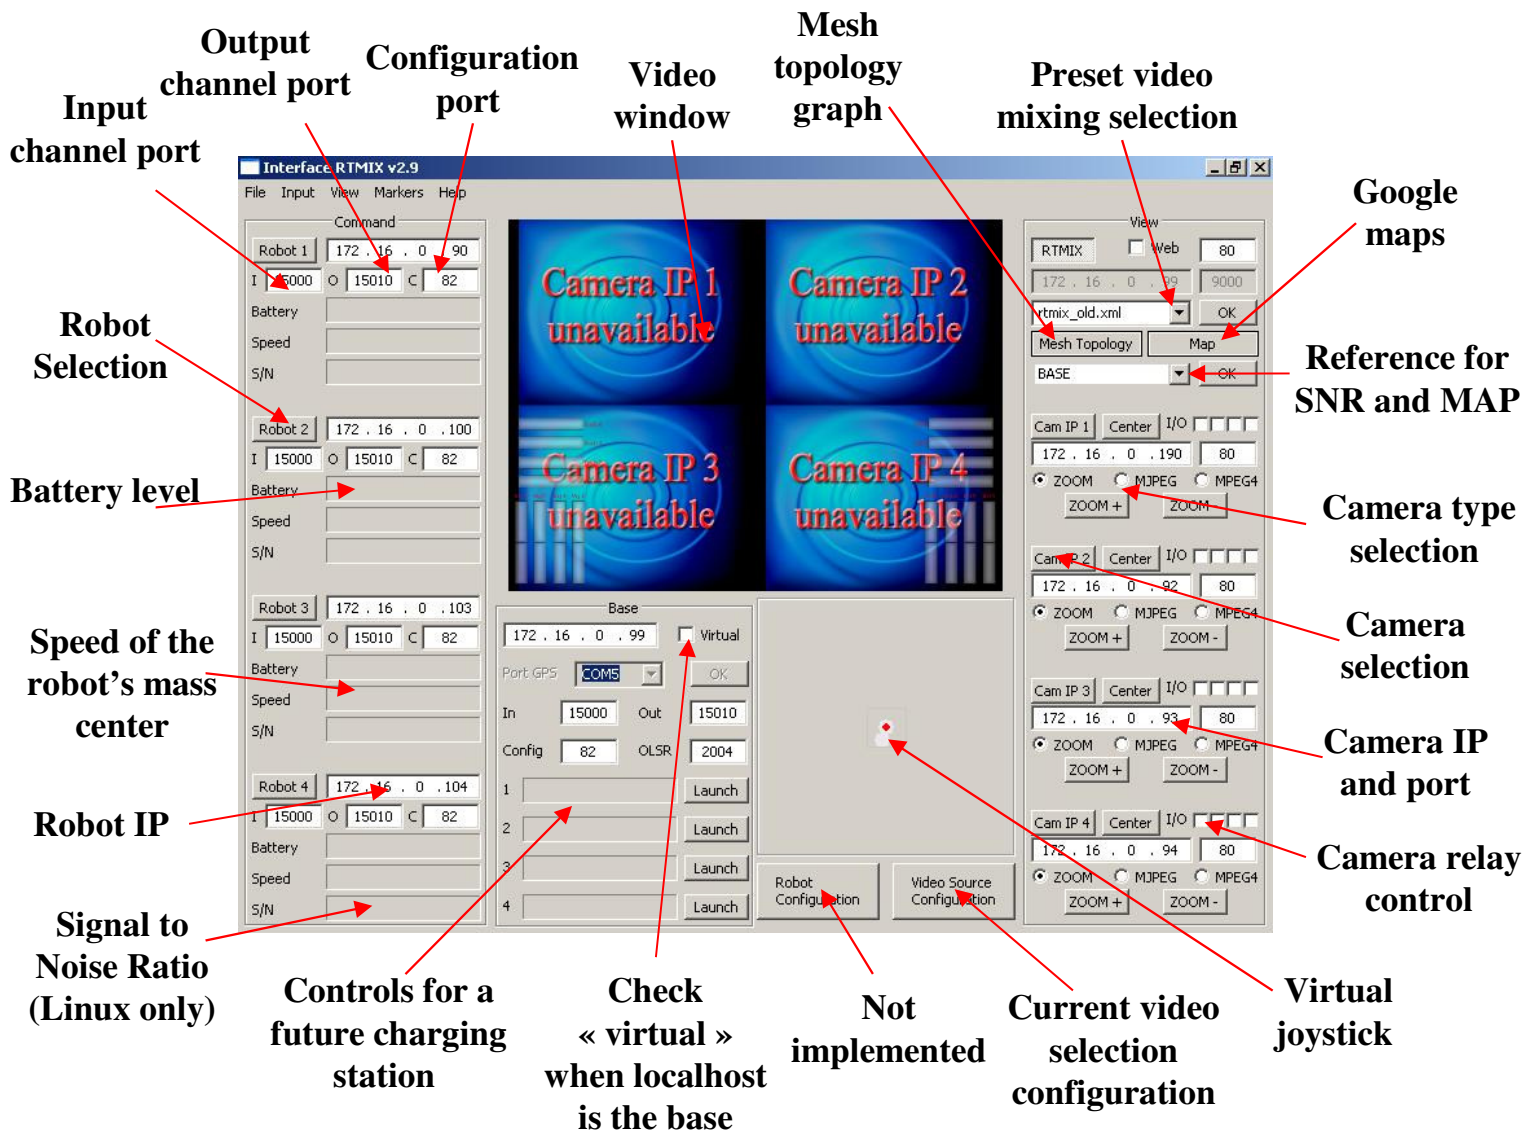 Mesh
topology
graph
Output
channel port
Configuration
port
Video
window
Preset video
mixing selection
Input
channel port
Google
maps
Robot
Selection
Reference for
SNR and MAP
Battery level
Camera type
selection
Speed of the
robot's mass
center
Camera
selection
Robot IP
Camera IP
and port
Camera relay
control
Signal to
Noise Ratio
(Linux only)
Controls for a
future charging
station
Check
« virtual »
when localhost
is the base
Not
implemented
Current video
selection
configuration
Virtual
joystick
Interface RTMIX v2.9
File Input View Markers Help
Command
Robot 1 172 . 16 . 0 . 90
I 15000 O 15010 C 82
Battery
Speed
S/N
Robot 2 172 . 16 . 0 .100
I 15000 O 15010 C 82
Battery
Speed
S/N
Robot 3 172 . 16 . 0 .103
I 15000 O 15010 C 82
Battery
Speed
S/N
Robot 4 172 . 16 . 0 .104
I 15000 O 15010 C 82
Battery
Speed
S/N
Camera IP 1
unavailable
Camera IP 2
unavailable
Camera IP 3
unavailable
Camera IP 4
unavailable
Base
172 . 16 . 0 . 99 Virtual
Port GPS COM5 OK
In 15000 Out 15010
Config 82 OLSR 2004
1 Launch
2 Launch
3 Launch
4 Launch
Robot
Configuration
Video Source
Configuration
View
RTMIX Web 80
172 . 16 . 0 . 99 9000
rtmix_old.xml OK
Mesh Topology Map
BASE OK
Cam IP 1 Center I/O
172 . 16 . 0 .190 80
ZOOM MJPEG MPEG4
ZOOM + ZOOM -
Cam IP 2 Center I/O
172 . 16 . 0 . 92 80
ZOOM MJPEG MPEG4
ZOOM + ZOOM -
Cam IP 3 Center I/O
172 . 16 . 0 . 93 80
ZOOM MJPEG MPEG4
ZOOM + ZOOM -
Cam IP 4 Center I/O
172 . 16 . 0 . 94 80
ZOOM MJPEG MPEG4
ZOOM + ZOOM -